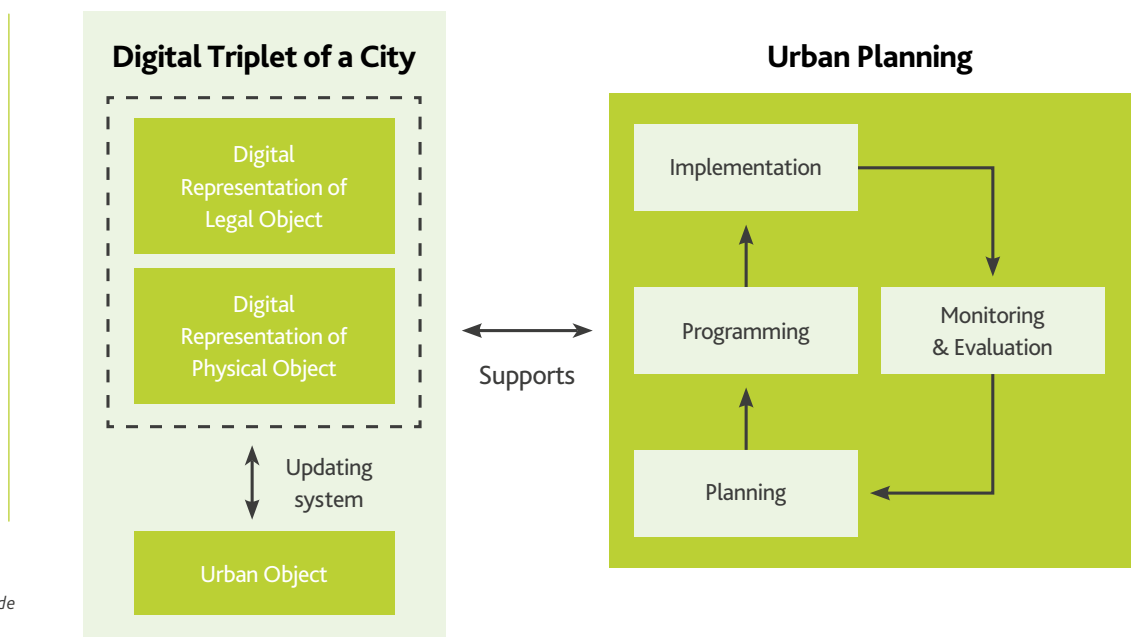 Digital Triplet of a City
Digital
Representation of
Legal Object
Digital
Representation of
Physical Object
Updating
system
Urban Object
Supports
Urban Planning
Implementation
Programming
Monitoring
& Evaluation
Planning
de